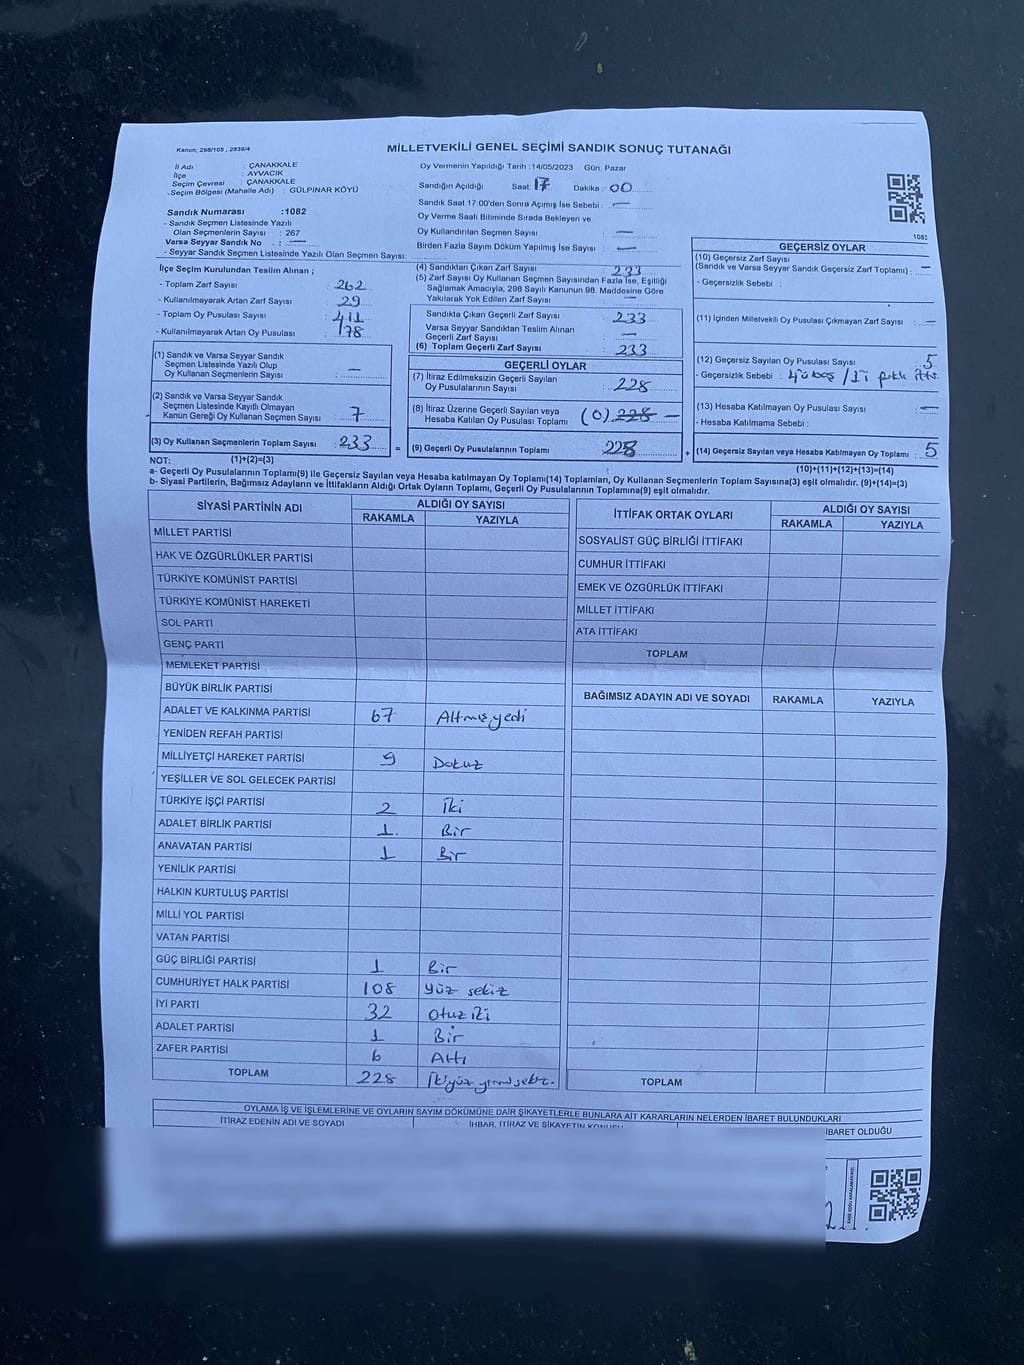 Kanun; 298/105 , 2839/4
MİLLETVEKİLİ GENEL SEÇİMİ SANDIK SONUÇ TUTANAĞI
İl Adı : ÇANAKKALE
İlçe : AYVACIK
Seçim Çevresi : ÇANAKKALE
Seçim Bölgesi (Mahalle Adı) : GÜLPINAR KÖYÜ
Sandık Numarası :1082
- Sandık Seçmen Listesinde Yazılı
Olan Seçmenlerin Sayısı : 267
Varsa Seyyar Sandık No : —
- Seyyar Sandık Seçmen Listesinde Yazılı Olan Seçmen Sayısı:
Oy Vermenin Yapıldığı Tarih :14/05/2023 Gün. Pazar
Sandığın Açıldığı Saat: 17 Dakika : 00
Sandık Saat 17:00'den Sonra Açımış İse Sebebi : —
Oy Verme Saati Bitiminde Sırada Bekleyen ve
Oy Kullandırılan Seçmen Sayısı : —
Birden Fazla Sayım Döküm Yapılmış İse Sayısı : —
1082
İlçe Seçim Kurulundan Teslim Alınan ;
- Toplam Zarf Sayısı : 262
- Kullanılmayarak Artan Zarf Sayısı : 29
- Toplam Oy Pusulası Sayısı : 411
- Kullanılmayarak Artan Oy Pusulası : 178
(1) Sandık ve Varsa Seyyar Sandık
Seçmen Listesinde Yazılı Olup
Oy Kullanan Seçmenlerin Sayısı : —
(2) Sandık ve Varsa Seyyar Sandık
Seçmen Listesinde Kayıtlı Olmayan
Kanun Gereği Oy Kullanan Seçmen Sayısı : 7
(3) Oy Kullanan Seçmenlerin Toplam Sayısı : 233 =
(4) Sandıktan Çıkan Zarf Sayısı : 233
(5) Zarf Sayısı Oy Kullanan Seçmen Sayısından Fazla İse, Eşitliği
Sağlamak Amacıyla, 298 Sayılı Kanunun 98. Maddesine Göre
Yakılarak Yok Edilen Zarf Sayısı : —
Sandıkta Çıkan Geçerli Zarf Sayısı : 233
Varsa Seyyar Sandıktan Teslim Alınan
Geçerli Zarf Sayısı : —
(6) Toplam Geçerli Zarf Sayısı : 233
GEÇERLİ OYLAR
(7) İtiraz Edilmeksizin Geçerli Sayılan
Oy Pusulalarının Sayısı : 228
(8) İtiraz Üzerine Geçerli Sayılan veya
Hesaba Katılan Oy Pusulası Toplamı : (0) 228 —
(9) Geçerli Oy Pusulalarının Toplamı : 228 +
GEÇERSİZ OYLAR
(10) Geçersiz Zarf Sayısı
(Sandık ve Varsa Seyyar Sandık Geçersiz Zarf Toplamı) : —
- Geçersizlik Sebebi :
(11) İçinden Milletvekili Oy Pusulası Çıkmayan Zarf Sayısı : —
(12) Geçersiz Sayılan Oy Pusulası Sayısı : 5
- Geçersizlik Sebebi : 4'ü boş / 1'i
(13) Hesaba Katılmayan Oy Pusulası Sayısı : —
- Hesaba Katılmama Sebebi :
(14) Geçersiz Sayılan veya Hesaba Katılmayan Oy Toplamı : 5
NOT: (1)+(2)=(3)
(10)+(11)+(12)+(13)=(14)
a- Geçerli Oy Pusulalarının Toplamı(9) ile Geçersiz Sayılan veya Hesaba katılmayan Oy Toplamı(14) Toplamları, Oy Kullanan Seçmenlerin Toplam Sayısına(3) eşit olmalıdır. (9)+(14)=(3)
b- Siyasi Partilerin, Bağımsız Adayların ve İttifakların Aldığı Ortak Oyların Toplamı, Geçerli Oy Pusulalarının Toplamına(9) eşit olmalıdır.
SİYASİ PARTİNİN ADI ALDIĞI OY SAYISI
RAKAMLA YAZIYLA
MİLLET PARTİSİ
HAK VE ÖZGÜRLÜKLER PARTİSİ
TÜRKİYE KOMÜNİST PARTİSİ
TÜRKİYE KOMÜNİST HAREKETİ
SOL PARTİ
GENÇ PARTİ
MEMLEKET PARTİSİ
BÜYÜK BİRLİK PARTİSİ
ADALET VE KALKINMA PARTİSİ 67 Altmış yedi
YENİDEN REFAH PARTİSİ
MİLLİYETÇİ HAREKET PARTİSİ 9 Dokuz
YEŞİLLER VE SOL GELECEK PARTİSİ
TÜRKİYE İŞÇİ PARTİSİ 2 İki
ADALET BİRLİK PARTİSİ 1. Bir
ANAVATAN PARTİSİ 1 Bir
YENİLİK PARTİSİ
HALKIN KURTULUŞ PARTİSİ
MİLLİ YOL PARTİSİ
VATAN PARTİSİ
GÜÇ BİRLİĞİ PARTİSİ 1 Bir
CUMHURİYET HALK PARTİSİ 108 Yüz sekiz
İYİ PARTİ 32 Otuz iki
ADALET PARTİSİ 1 Bir
ZAFER PARTİSİ 6 Altı
TOPLAM 228 İkiyüz yirmi sekiz.
İTTİFAK ORTAK OYLARI ALDIĞI OY SAYISI
RAKAMLA YAZIYLA
SOSYALİST GÜÇ BİRLİĞİ İTTİFAKI
CUMHUR İTTİFAKI
EMEK VE ÖZGÜRLÜK İTTİFAKI
MİLLET İTTİFAKI
ATA İTTİFAKI
TOPLAM
BAĞIMSIZ ADAYIN ADI VE SOYADI RAKAMLA YAZIYLA
TOPLAM
OYLAMA İŞ VE İŞLEMLERİNE VE OYLARIN SAYIM DÖKÜMÜNE DAİR ŞİKAYETLERLE BUNLARA AİT KARARLARIN NELERDEN İBARET BULUNDUKLARI
İTİRAZ EDENİN ADI VE SOYADI İHBAR, İTİRAZ VE ŞİKAYETİN KONUSU İBARET OLDUĞU